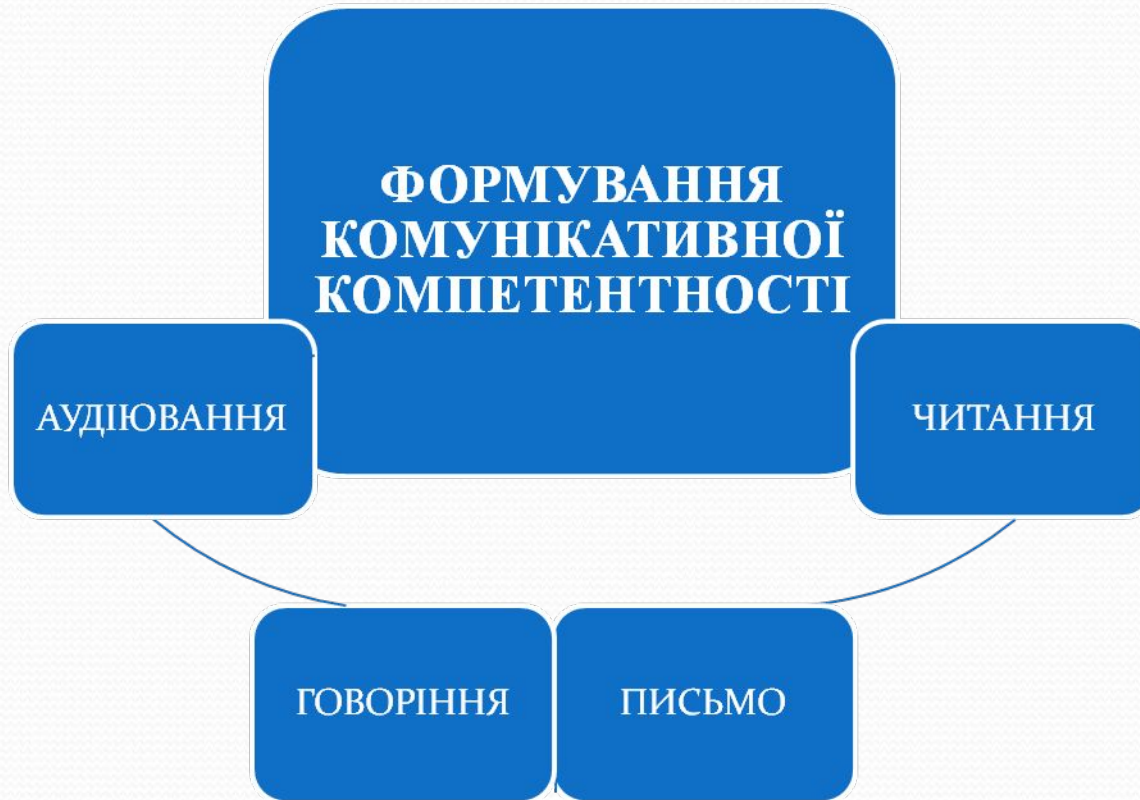 ФОРМУВАННЯ
КОМУНІКАТИВНОЇ
КОМПЕТЕНТНОСТІ
АУДІЮВАННЯ
ЧИТАННЯ
ГОВОРІННЯ
ПИСЬМО